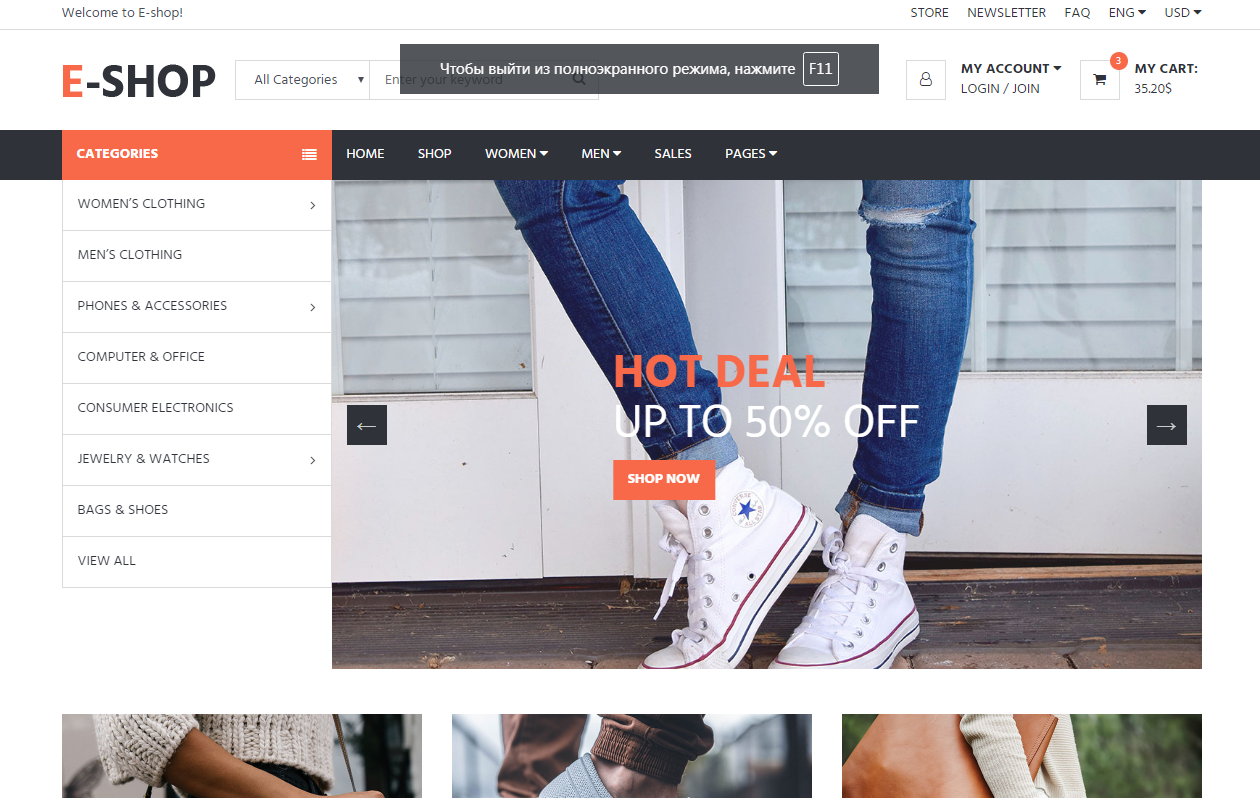 Welcome to E-shop!
STORE NEWSLETTER FAQ ENG USD
E-SHOP
All Categories
Enter your keyword
Чтобы выйти из полноэкранного режима, нажмите F11
MY ACCOUNT
LOGIN / JOIN
3
MY CART:
35.20$
CATEGORIES
HOME SHOP WOMEN MEN SALES PAGES
WOMEN’S CLOTHING
MEN’S CLOTHING
PHONES & ACCESSORIES
COMPUTER & OFFICE
CONSUMER ELECTRONICS
JEWELRY & WATCHES
BAGS & SHOES
VIEW ALL
HOT DEAL
UP TO 50% OFF
SHOP NOW
CONVERSE
ALL STAR